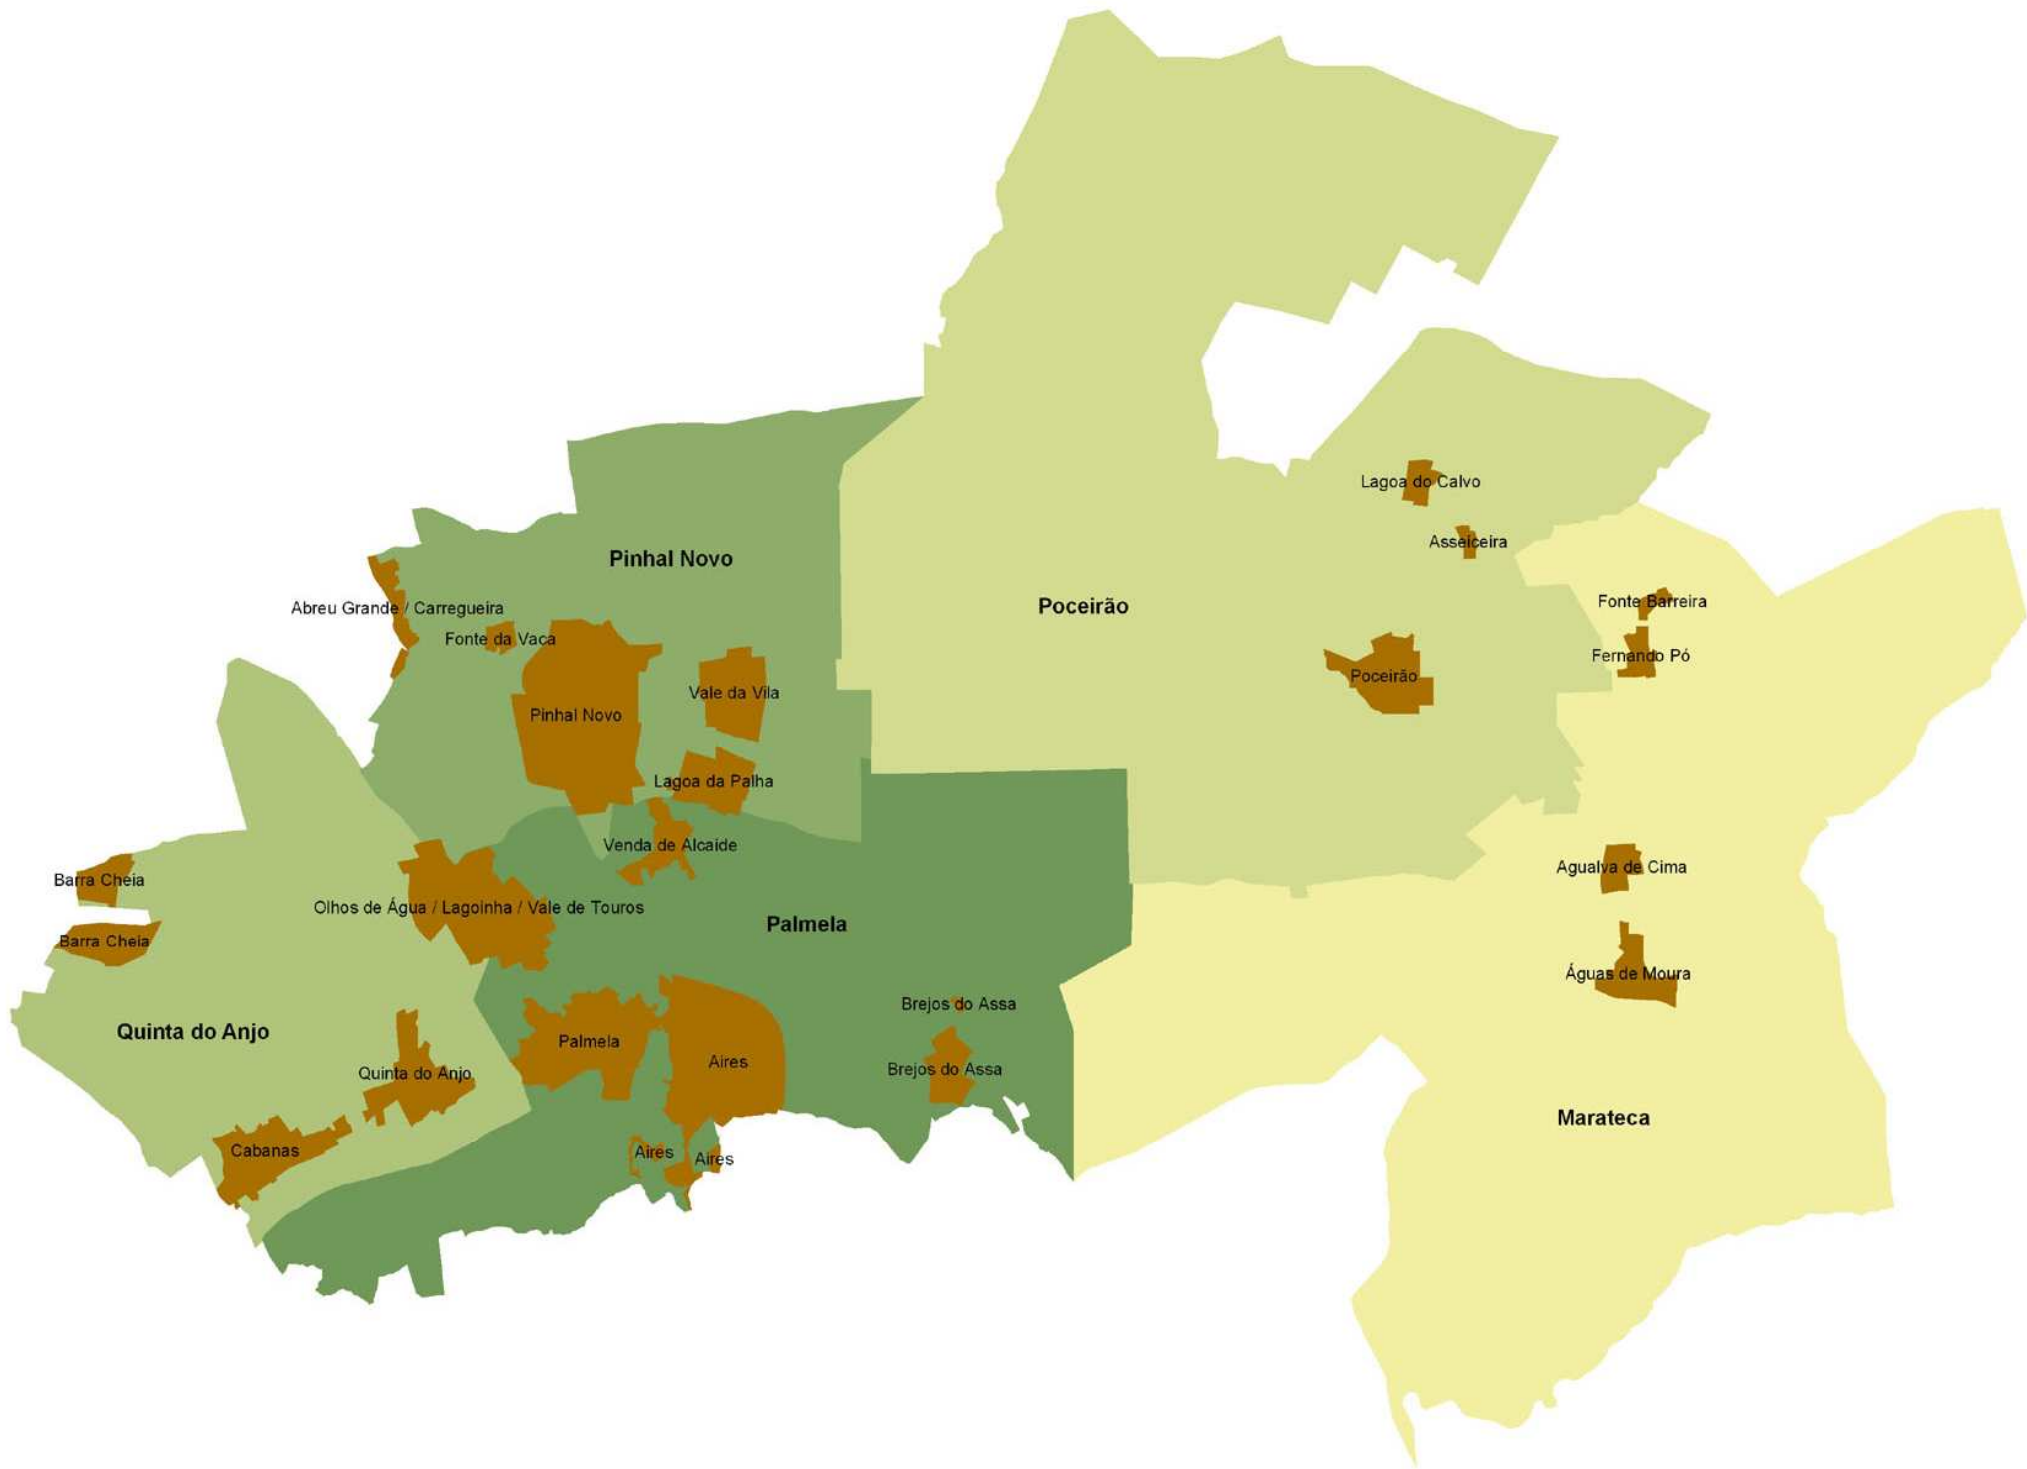 Lagoa do Calvo
Asseiceira
Pinhal Novo
Fonte Barreira
Poceirão
Abreu Grande / Carregueira
Fonte da Vaca
Fernando Pó
Poceirão
Vale da Vila
Pinhal Novo
Lagoa da Palha
Venda de Alcaide
Agualva de Cima
Barra Cheia
Olhos de Água / Lagoinha / Vale de Touros
Palmela
Barra Cheia
Águas de Moura
Brejos do Assa
Quinta do Anjo
Palmela
Aires
Brejos do Assa
Quinta do Anjo
Marateca
Cabanas
Aires
Aires